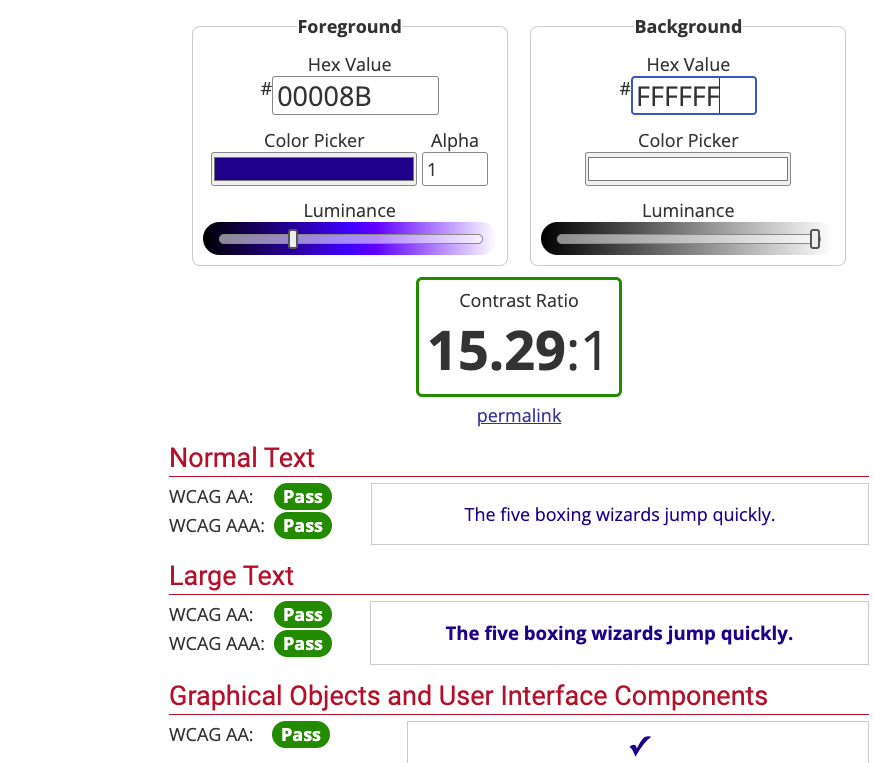 Foreground
Background
Hex Value
Hex Value
#
00008B
#
FFFFFF
Color Picker
Alpha
Color Picker
1
Luminance
Luminance
Contrast Ratio
15.29:1
permalink
Normal Text
WCAG AA: Pass
WCAG AAA: Pass
The five boxing wizards jump quickly.
Large Text
WCAG AA: Pass
WCAG AAA: Pass
The five boxing wizards jump quickly.
Graphical Objects and User Interface Components
WCAG AA: Pass
✔